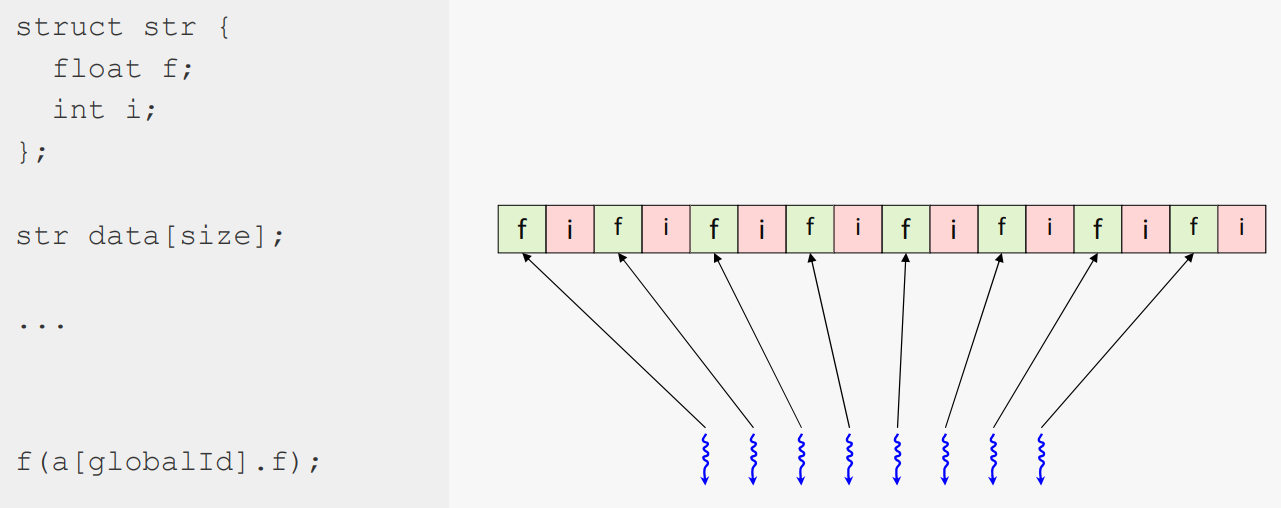 struct str {
float f;
int i;
};
str data[size];
...
f(a[globalId].f);
f i f i f i f i f i f i f i f i